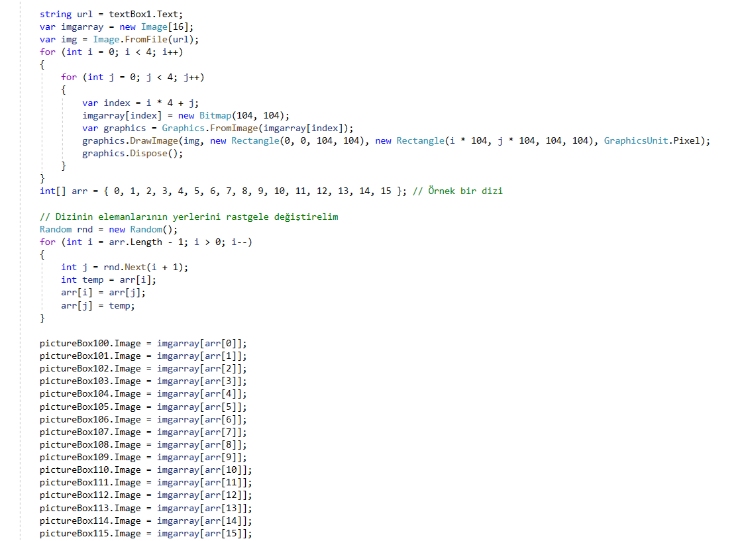 string url = textBox1.Text;
var imgarray = new Image[16];
var img = Image.FromFile(url);
for (int i = 0; i < 4; i++)
{
for (int j = 0; j < 4; j++)
{
var index = i * 4 + j;
imgarray[index] = new Bitmap(104, 104);
var graphics = Graphics.FromImage(imgarray[index]);
graphics.DrawImage(img, new Rectangle(0, 0, 104, 104), new Rectangle(i * 104, j * 104, 104, 104), GraphicsUnit.Pixel);
graphics.Dispose();
}
}
int[] arr = { 0, 1, 2, 3, 4, 5, 6, 7, 8, 9, 10, 11, 12, 13, 14, 15 }; // Örnek bir dizi
// Dizinin elemanlarının yerlerini rastgele değiştirelim
Random rnd = new Random();
for (int i = arr.Length - 1; i > 0; i--)
{
int j = rnd.Next(i + 1);
int temp = arr[i];
arr[i] = arr[j];
arr[j] = temp;
}
pictureBox100.Image = imgarray[arr[0]];
pictureBox101.Image = imgarray[arr[1]];
pictureBox102.Image = imgarray[arr[2]];
pictureBox103.Image = imgarray[arr[3]];
pictureBox104.Image = imgarray[arr[4]];
pictureBox105.Image = imgarray[arr[5]];
pictureBox106.Image = imgarray[arr[6]];
pictureBox107.Image = imgarray[arr[7]];
pictureBox108.Image = imgarray[arr[8]];
pictureBox109.Image = imgarray[arr[9]];
pictureBox110.Image = imgarray[arr[10]];
pictureBox111.Image = imgarray[arr[11]];
pictureBox112.Image = imgarray[arr[12]];
pictureBox113.Image = imgarray[arr[13]];
pictureBox114.Image = imgarray[arr[14]];
pictureBox115.Image = imgarray[arr[15]];